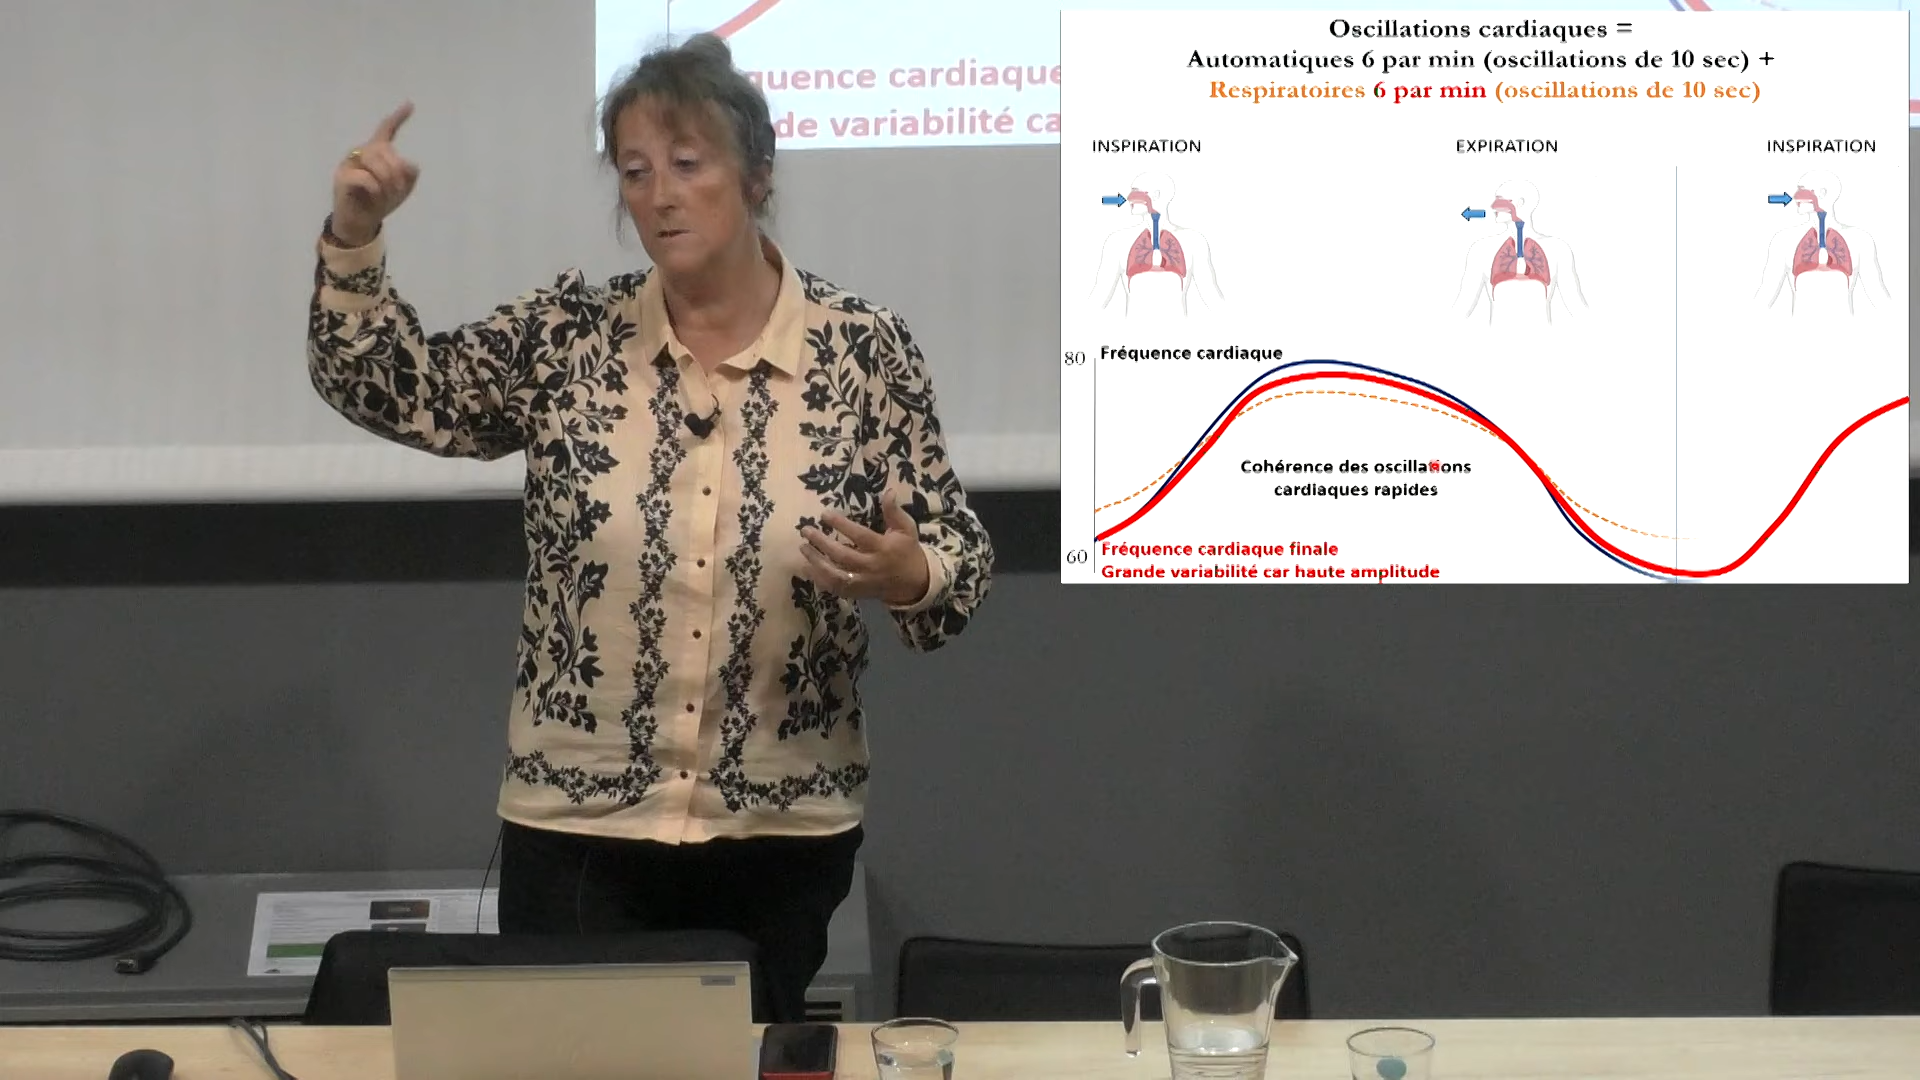 quence cardiaque
de variabilité ca
Oscillations cardiaques =
Automatiques 6 par min (oscillations de 10 sec) +
Respiratoires 6 par min (oscillations de 10 sec)
INSPIRATION
EXPIRATION
INSPIRATION
80
Fréquence cardiaque
Cohérence des oscillations
cardiaques rapides
60
Fréquence cardiaque finale
Grande variabilité car haute amplitude